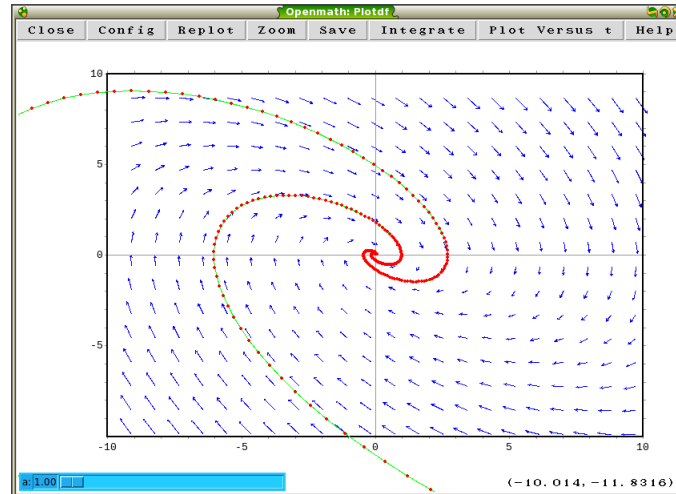 Openmath: Plotdf
Close Config Replot Zoom Save Integrate Plot Versus t Help
10
5
0
-5
-10 -5 0 5 10
a: 1.00
(-10.014, -11.8316)